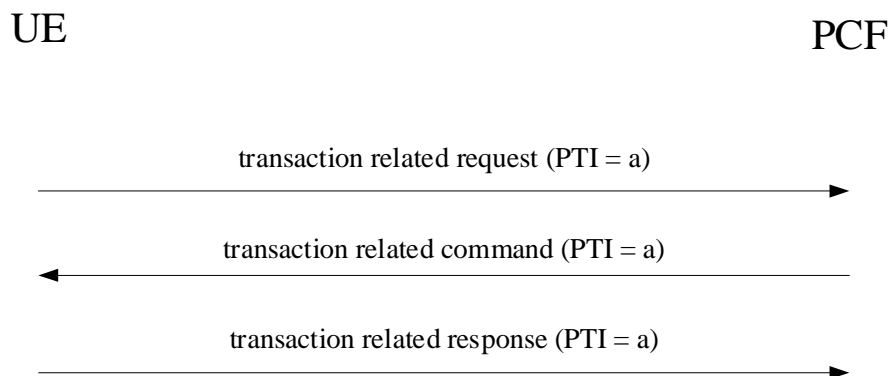 UE
PCF
transaction related request (PTI = a)
transaction related command (PTI = a)
transaction related response (PTI = a)